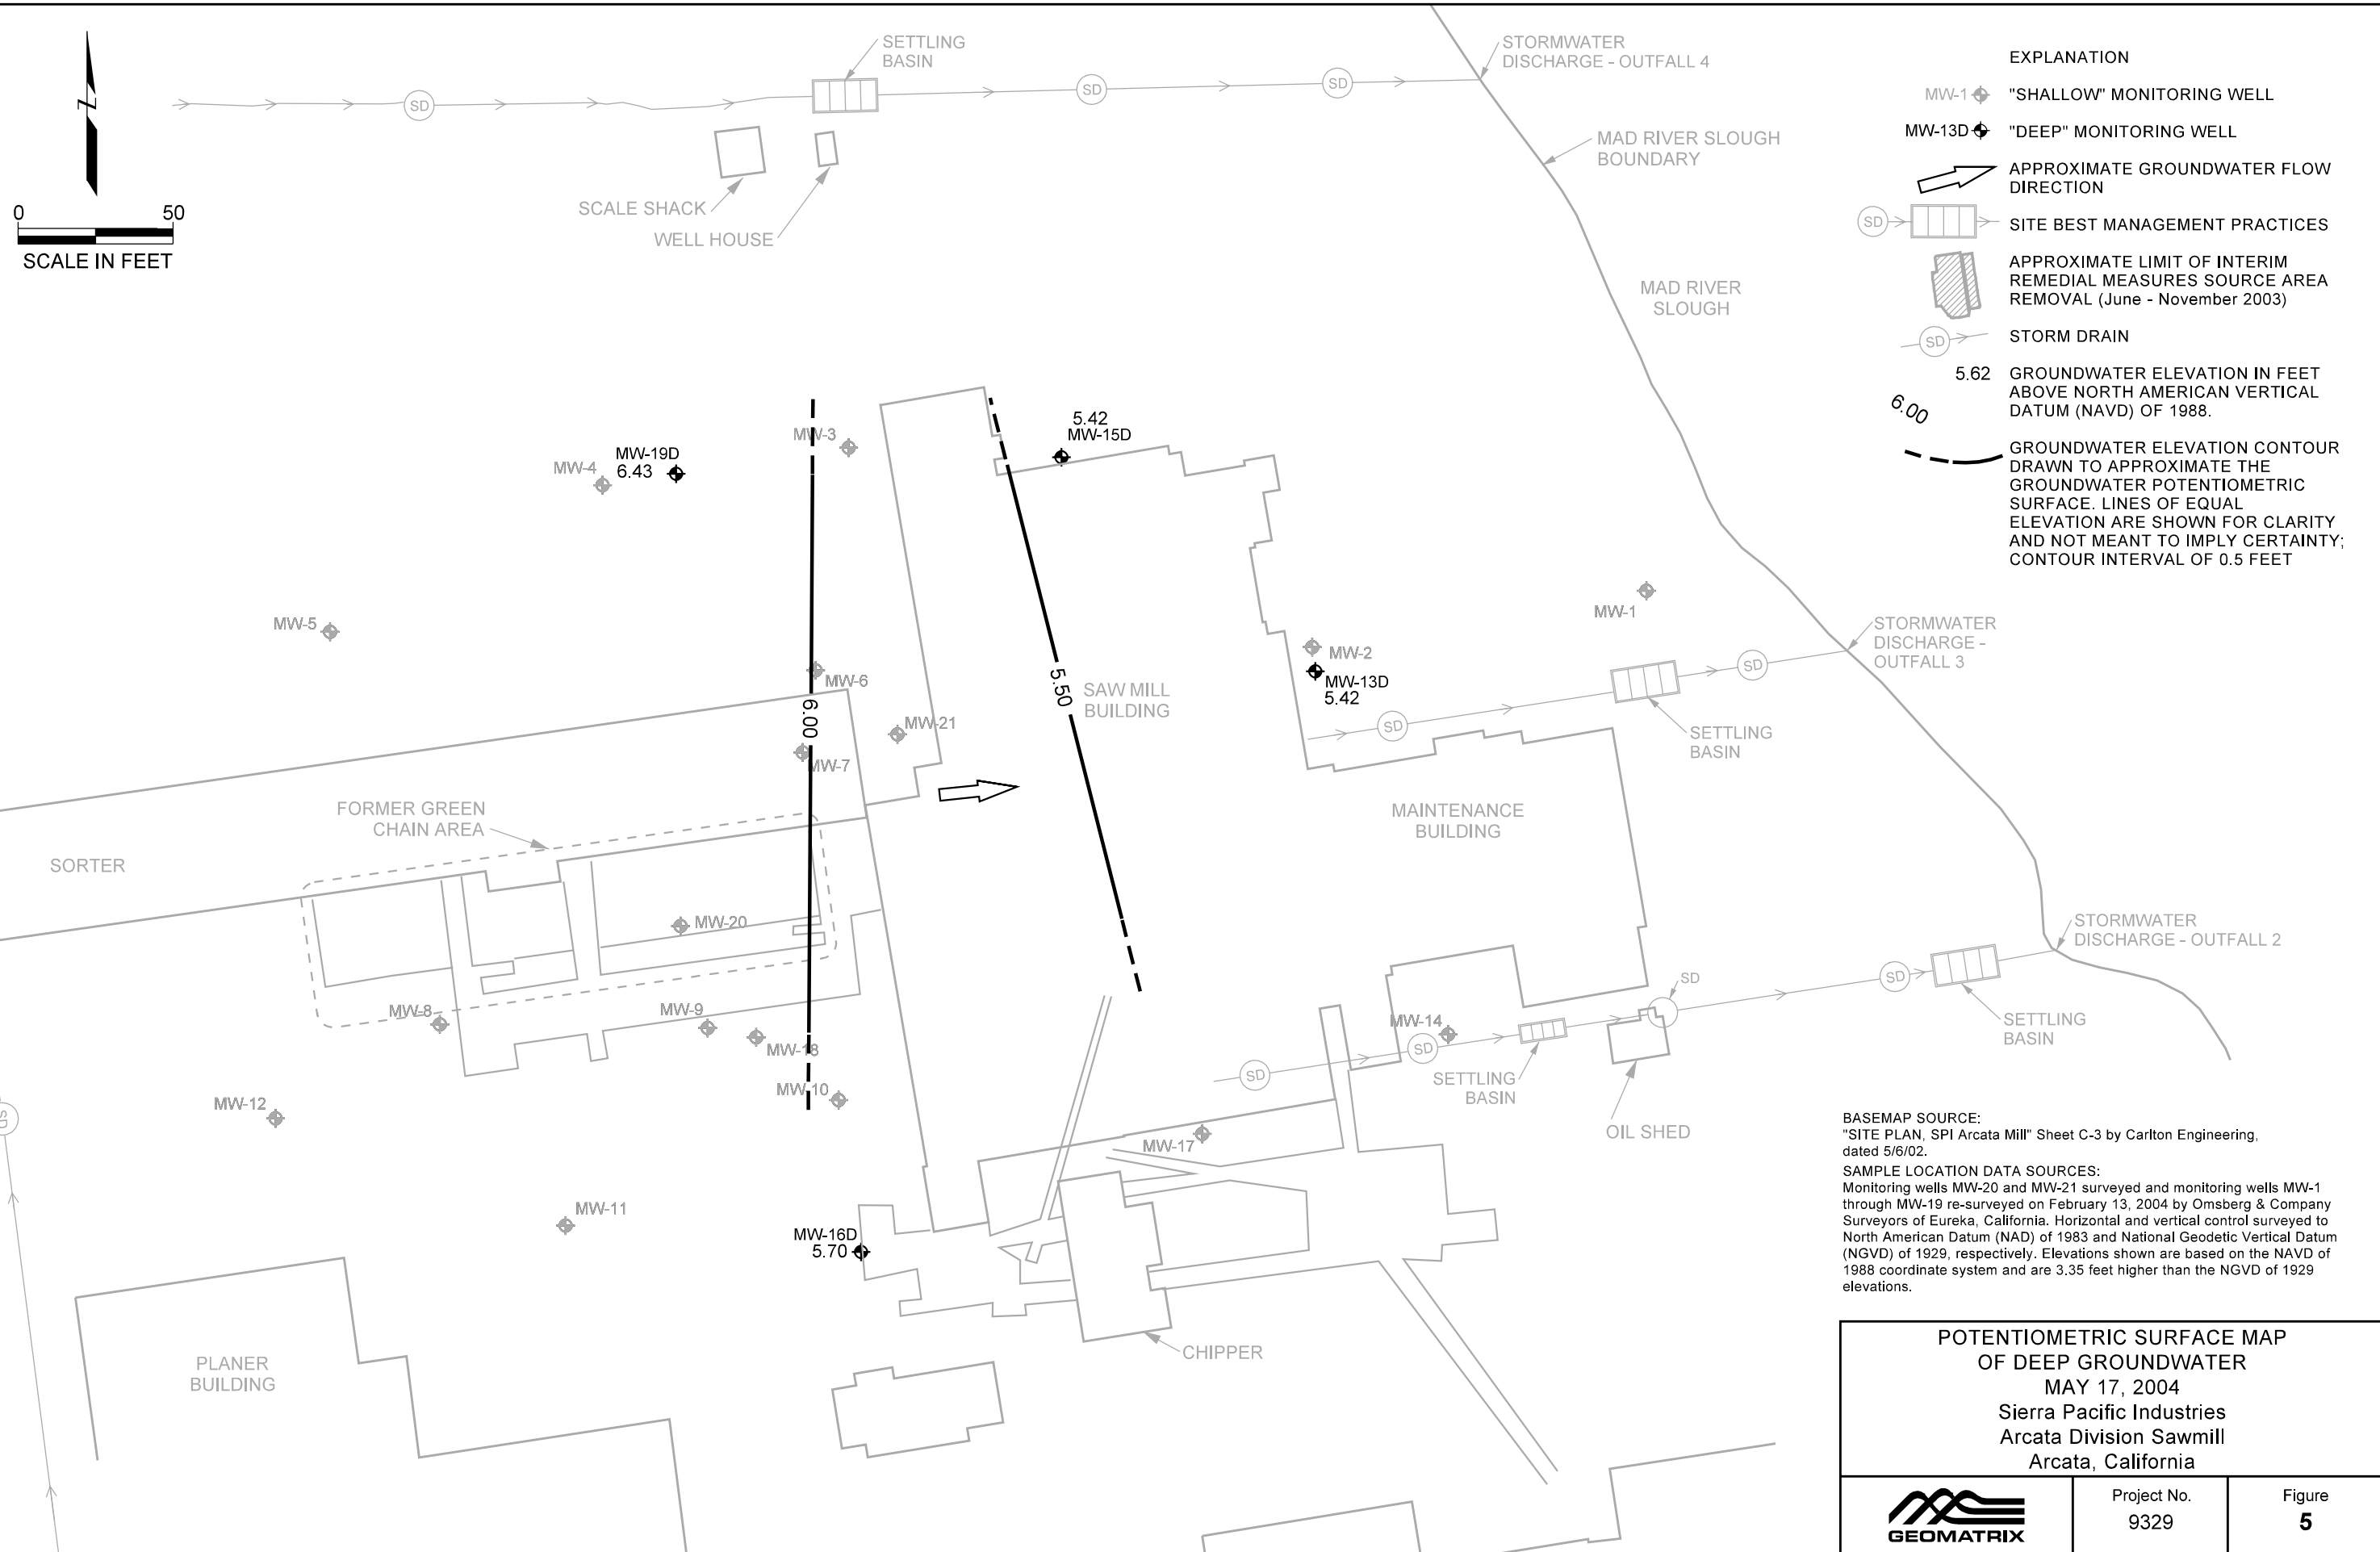 N
0 50
SCALE IN FEET
SD
SETTLING
BASIN
SD
SD
STORMWATER
DISCHARGE - OUTFALL 4
SCALE SHACK
WELL HOUSE
MAD RIVER SLOUGH
BOUNDARY
MAD RIVER
SLOUGH
EXPLANATION
MW-1 "SHALLOW" MONITORING WELL
MW-13D "DEEP" MONITORING WELL
APPROXIMATE GROUNDWATER FLOW
DIRECTION
SD SITE BEST MANAGEMENT PRACTICES
APPROXIMATE LIMIT OF INTERIM
REMEDIAL MEASURES SOURCE AREA
REMOVAL (June - November 2003)
SD STORM DRAIN
5.62 GROUNDWATER ELEVATION IN FEET
ABOVE NORTH AMERICAN VERTICAL
DATUM (NAVD) OF 1988.
6.00
GROUNDWATER ELEVATION CONTOUR
DRAWN TO APPROXIMATE THE
GROUNDWATER POTENTIOMETRIC
SURFACE. LINES OF EQUAL
ELEVATION ARE SHOWN FOR CLARITY
AND NOT MEANT TO IMPLY CERTAINTY;
CONTOUR INTERVAL OF 0.5 FEET
MW-3
MW-4
MW-19D
6.43
5.42
MW-15D
MW-5
MW-6
6.00
MW-7
MW-21
5.50
SAW MILL
BUILDING
MW-2
MW-13D
5.42
MW-1
SD
SD
SETTLING
BASIN
STORMWATER
DISCHARGE -
OUTFALL 3
FORMER GREEN
CHAIN AREA
SORTER
MAINTENANCE
BUILDING
MW-20
MW-8
MW-9
MW-18
MW-10
MW-12
MW-11
SD
MW-16D
5.70
MW-14
SD
SD
SETTLING
BASIN
SD
OIL SHED
SD
SETTLING
BASIN
STORMWATER
DISCHARGE - OUTFALL 2
MW-17
CHIPPER
PLANER
BUILDING
BASEMAP SOURCE:
"SITE PLAN, SPI Arcata Mill" Sheet C-3 by Carlton Engineering,
dated 5/6/02.
SAMPLE LOCATION DATA SOURCES:
Monitoring wells MW-20 and MW-21 surveyed and monitoring wells MW-1
through MW-19 re-surveyed on February 13, 2004 by Omsberg & Company
Surveyors of Eureka, California. Horizontal and vertical control surveyed to
North American Datum (NAD) of 1983 and National Geodetic Vertical Datum
(NGVD) of 1929, respectively. Elevations shown are based on the NAVD of
1988 coordinate system and are 3.35 feet higher than the NGVD of 1929
elevations.
POTENTIOMETRIC SURFACE MAP
OF DEEP GROUNDWATER
MAY 17, 2004
Sierra Pacific Industries
Arcata Division Sawmill
Arcata, California
GEOMATRIX
Project No.
9329
Figure
5